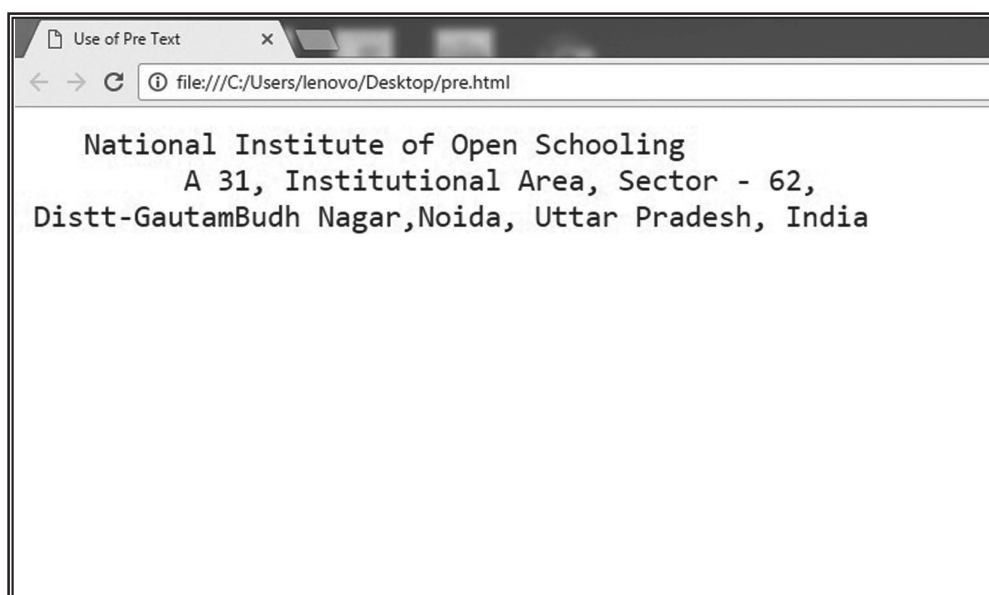 Use of Pre Text
file:///C:/Users/lenovo/Desktop/pre.html
National Institute of Open Schooling
A 31, Institutional Area, Sector - 62,
Distt-GautamBudh Nagar,Noida, Uttar Pradesh, India